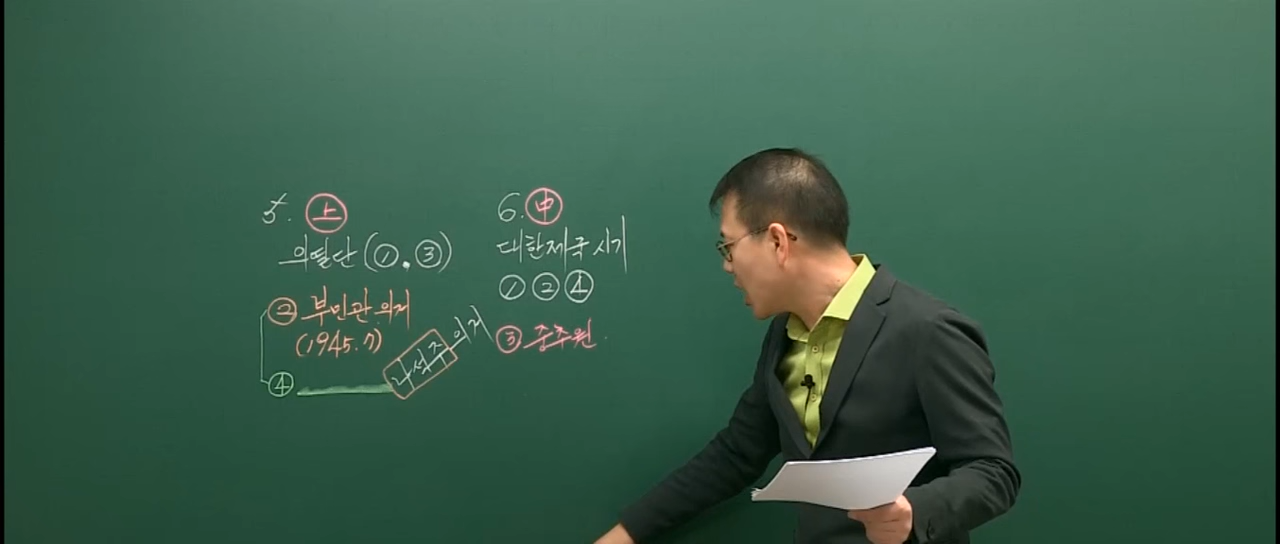 5. 上
의열단(①, ③)
② 부민관 의거
(1945.7)
④ 나석주 의거
6. 中
대한제국시기
① ② ④
③ 중추원.